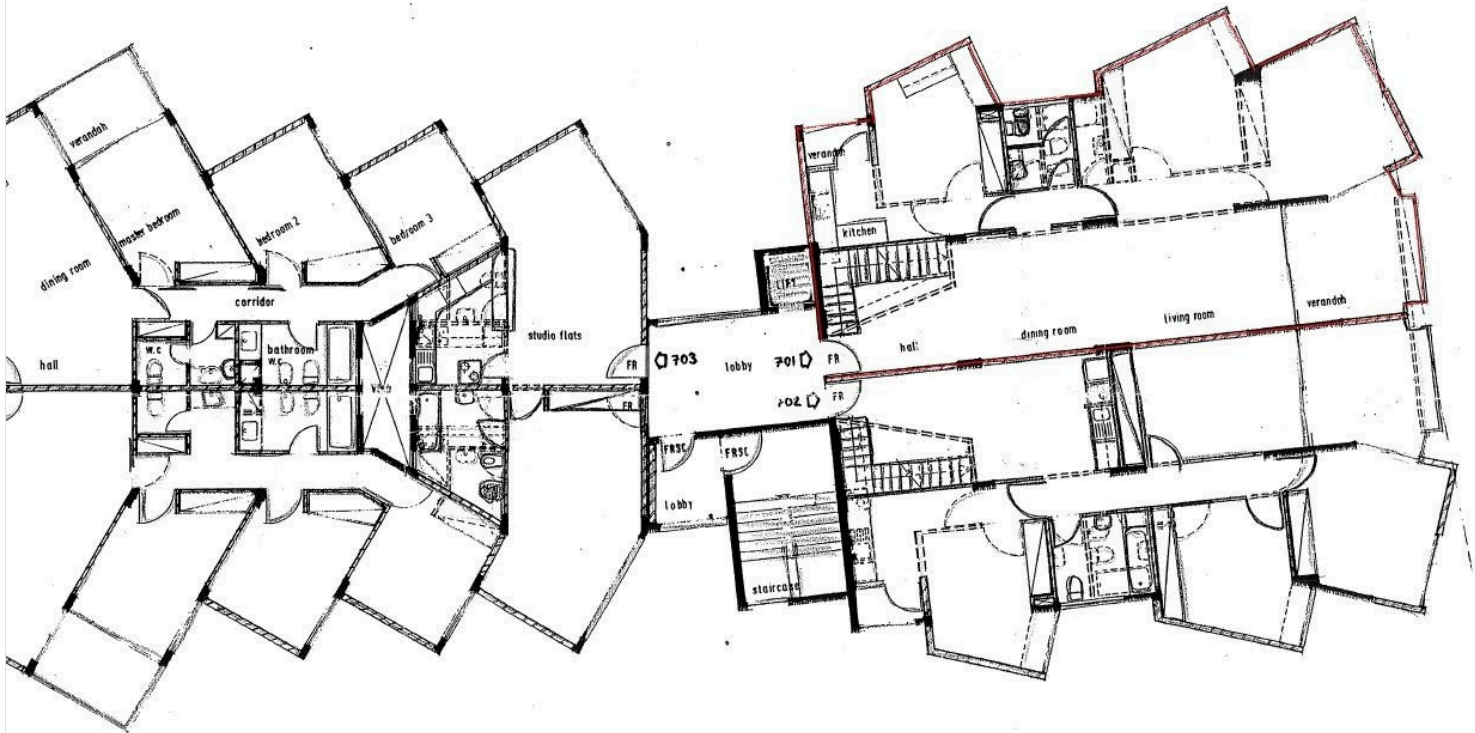 verandah
master bedroom
bedroom 2
bedroom 3
dining room
corridor
hall
W.C
bathroom
W.C
studio flats
FR
FR
703
lobby
701
702
FR
FR
LIFT
FRSC
FRSC
lobby
staircase
kitchen
hall
dining room
living room
verandah